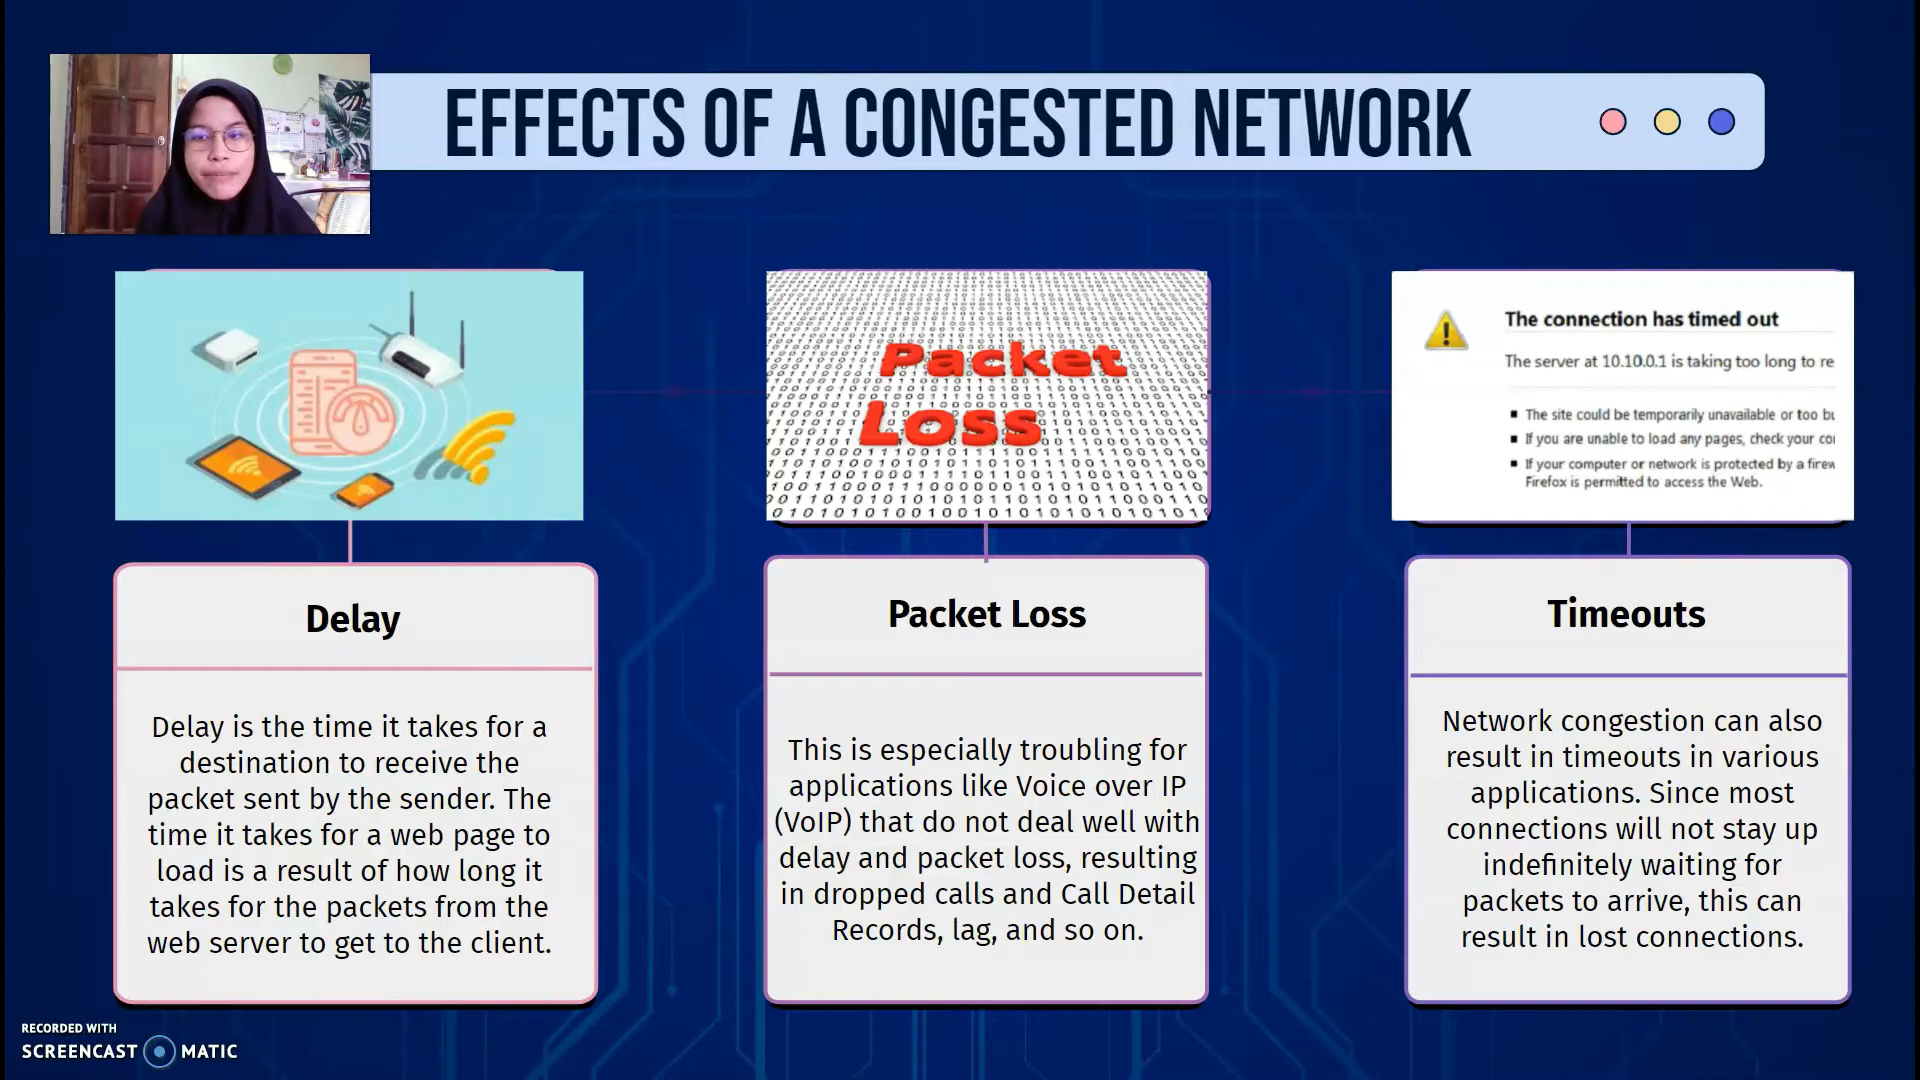 EFFECTS OF A CONGESTED NETWORK
Packet
Loss
The connection has timed out
The server at 10.10.0.1 is taking too long to re
The site could be temporarily unavailable or too bu
If you are unable to load any pages, check your con
If your computer or network is protected by a firew
Firefox is permitted to access the Web.
Delay
Delay is the time it takes for a
destination to receive the
packet sent by the sender. The
time it takes for a web page to
load is a result of how long it
takes for the packets from the
web server to get to the client.
Packet Loss
This is especially troubling for
applications like Voice over IP
(VoIP) that do not deal well with
delay and packet loss, resulting
in dropped calls and Call Detail
Records, lag, and so on.
Timeouts
Network congestion can also
result in timeouts in various
applications. Since most
connections will not stay up
indefinitely waiting for
packets to arrive, this can
result in lost connections.
RECORDED WITH
SCREENCAST MATIC